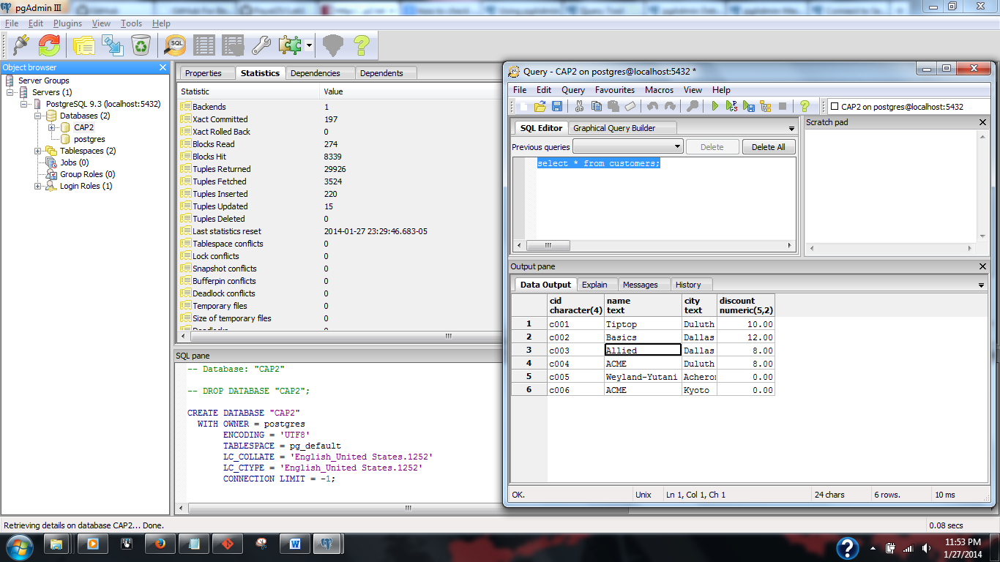 pgAdmin III
File Edit Plugins View Tools Help
SQL
Object browser
Server Groups
Servers (1)
PostgreSQL 9.3 (localhost:5432)
Databases (2)
CAP2
postgres
Tablespaces (2)
Jobs (0)
Group Roles (0)
Login Roles (1)
Properties Statistics Dependencies Dependents
Statistic Value
Backends 1
Xact Committed 197
Xact Rolled Back 0
Blocks Read 274
Blocks Hit 8339
Tuples Returned 29926
Tuples Fetched 3524
Tuples Inserted 220
Tuples Updated 15
Tuples Deleted 0
Last statistics reset 2014-01-27 23:29:46.683-05
Tablespace conflicts 0
Lock conflicts 0
Snapshot conflicts 0
Bufferpin conflicts 0
Deadlock conflicts 0
Temporary files 0
Size of temporary files 0
SQL pane
-- Database: "CAP2"
-- DROP DATABASE "CAP2";
CREATE DATABASE "CAP2"
WITH OWNER = postgres
ENCODING = 'UTF8'
TABLESPACE = pg_default
LC_COLLATE = 'English_United States.1252'
LC_CTYPE = 'English_United States.1252'
CONNECTION LIMIT = -1;
Query - CAP2 on postgres@localhost:5432 *
File Edit Query Favourites Macros View Help
CAP2 on postgres@localhost:5432
SQL Editor Graphical Query Builder
Previous queries Delete Delete All
select * from customers;
Scratch pad
Output pane
Data Output Explain Messages History
cid name city discount
character(4) text text numeric(5,2)
1 c001 Tiptop Duluth 10.00
2 c002 Basics Dallas 12.00
3 c003 Allied Dallas 8.00
4 c004 ACME Duluth 8.00
5 c005 Weyland-Yutani Acheron 0.00
6 c006 ACME Kyoto 0.00
OK. Unix Ln 1, Col 1, Ch 1 24 chars 6 rows. 10 ms
Retrieving details on database CAP2... Done. 0.08 secs
11:53 PM
1/27/2014